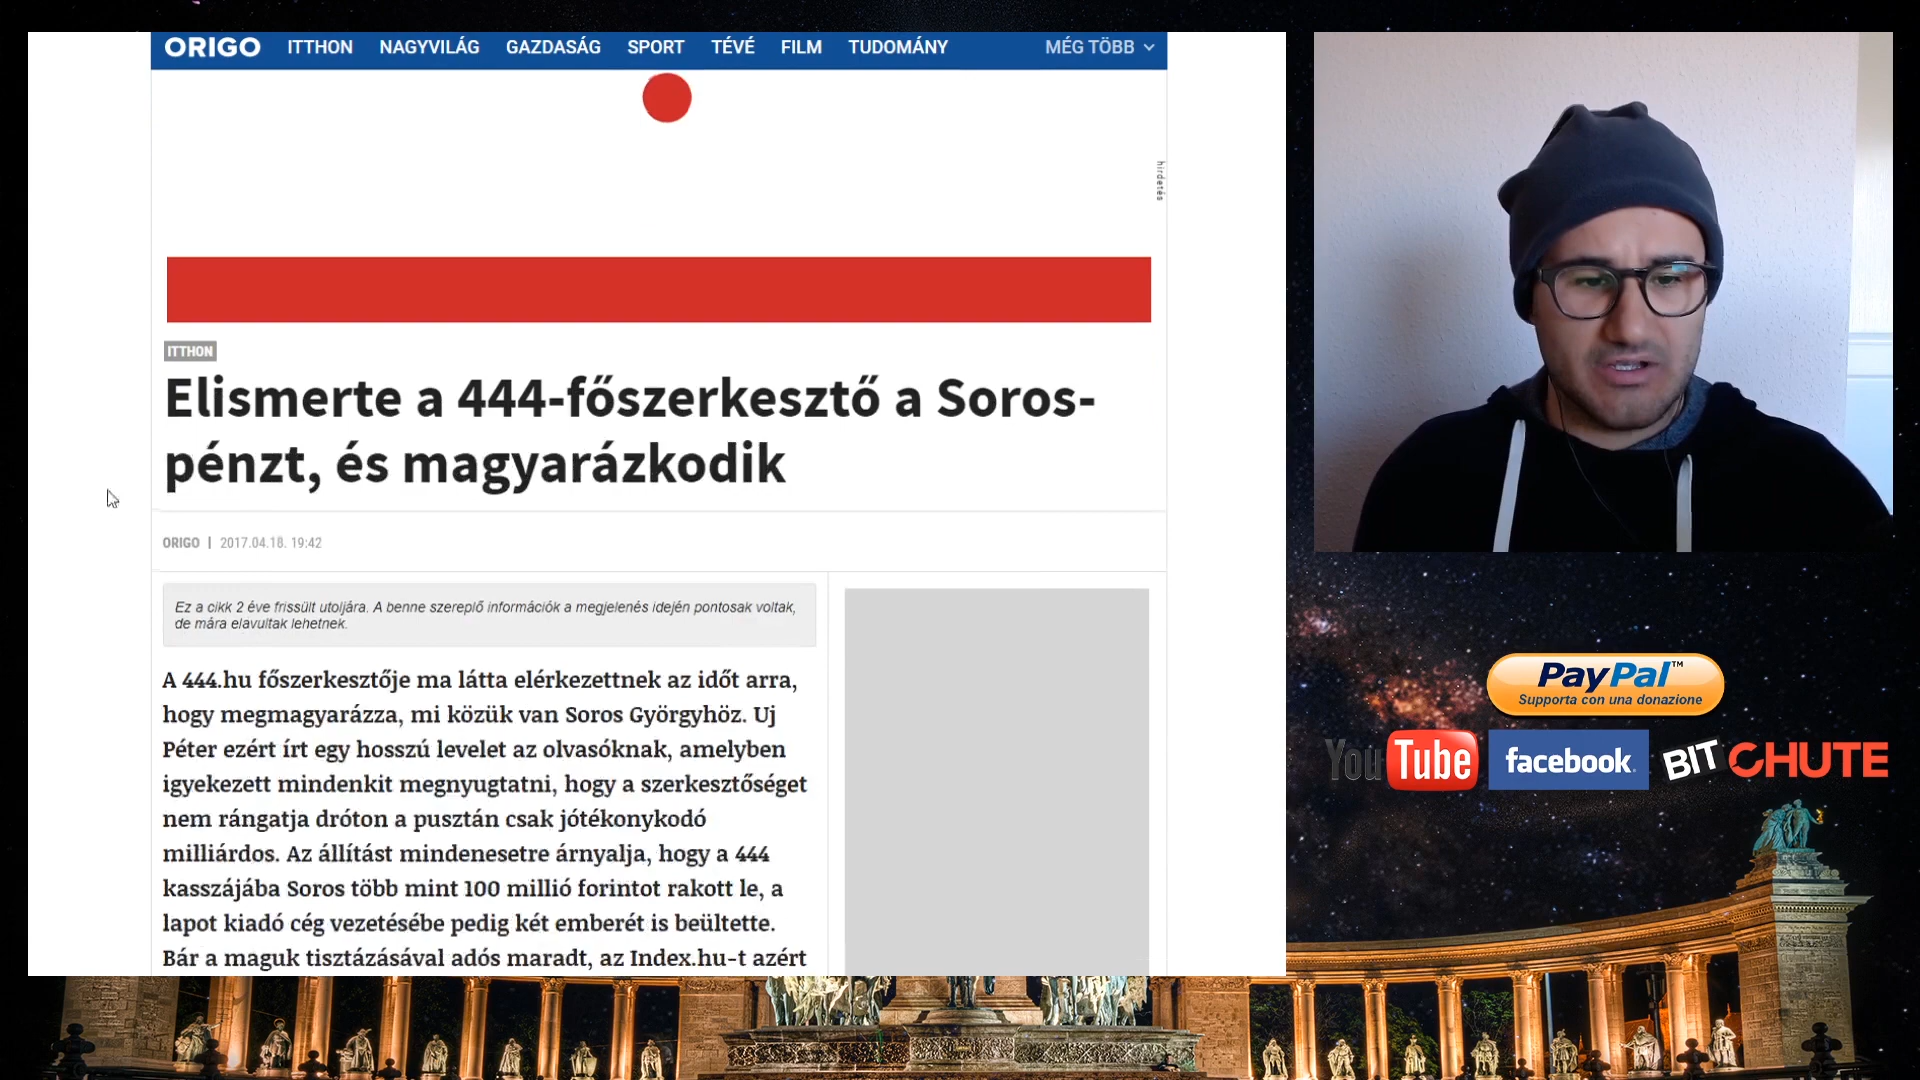 ORIGO ITTHON NAGYVILÁG GAZDASÁG SPORT TÉVÉ FILM TUDOMÁNY MÉG TÖBB
hirdetés
ITTHON
Elismerte a 444-főszerkesztő a Soros-
pénzt, és magyarázkodik
ORIGO | 2017.04.18. 19:42
Ez a cikk 2 éve frissült utoljára. A benne szereplő információk a megjelenés idején pontosak voltak,
de mára elavultak lehetnek.
A 444.hu főszerkesztője ma látta elérkezettnek az időt arra,
hogy megmagyarázza, mi közük van Soros Györgyhöz. Uj
Péter ezért írt egy hosszú levelet az olvasóknak, amelyben
igyekezett mindenkit megnyugtatni, hogy a szerkesztőséget
nem rángatja dróton a pusztán csak jótékonykodó
milliárdos. Az állítást mindenesetre árnyalja, hogy a 444
kasszájába Soros több mint 100 millió forintot rakott le, a
lapot kiadó cég vezetésébe pedig két emberét is beültette.
Bár a maguk tisztázásával adós maradt, az Index.hu-t azért
PayPal™
Supporta con una donazione
YouTube facebook. BITCHUTE